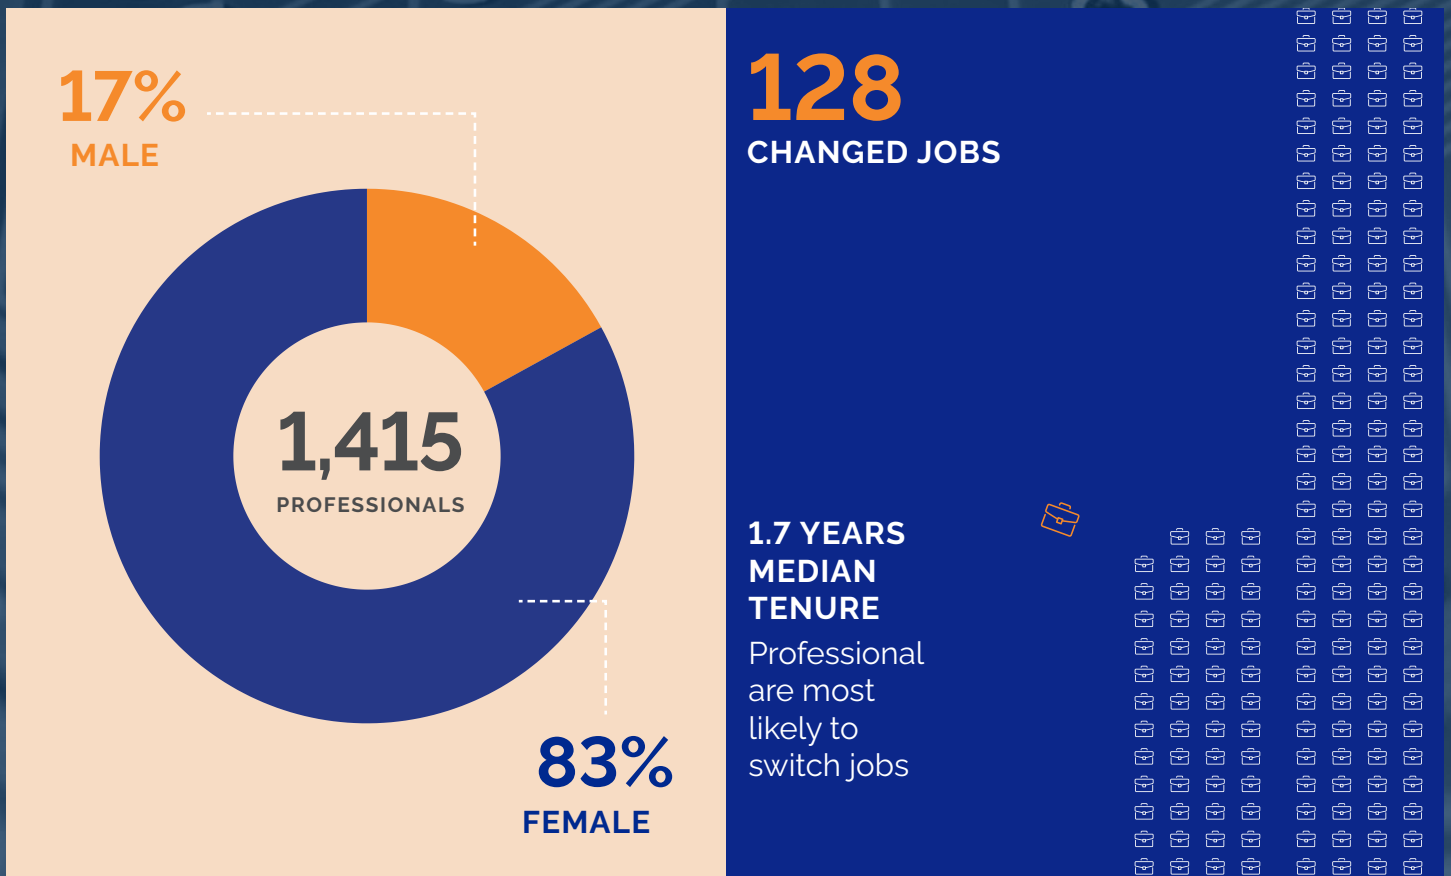 17%
MALE
1,415
PROFESSIONALS
83%
FEMALE
128
CHANGED JOBS
1.7 YEARS
MEDIAN
TENURE
Professional
are most
likely to
switch jobs